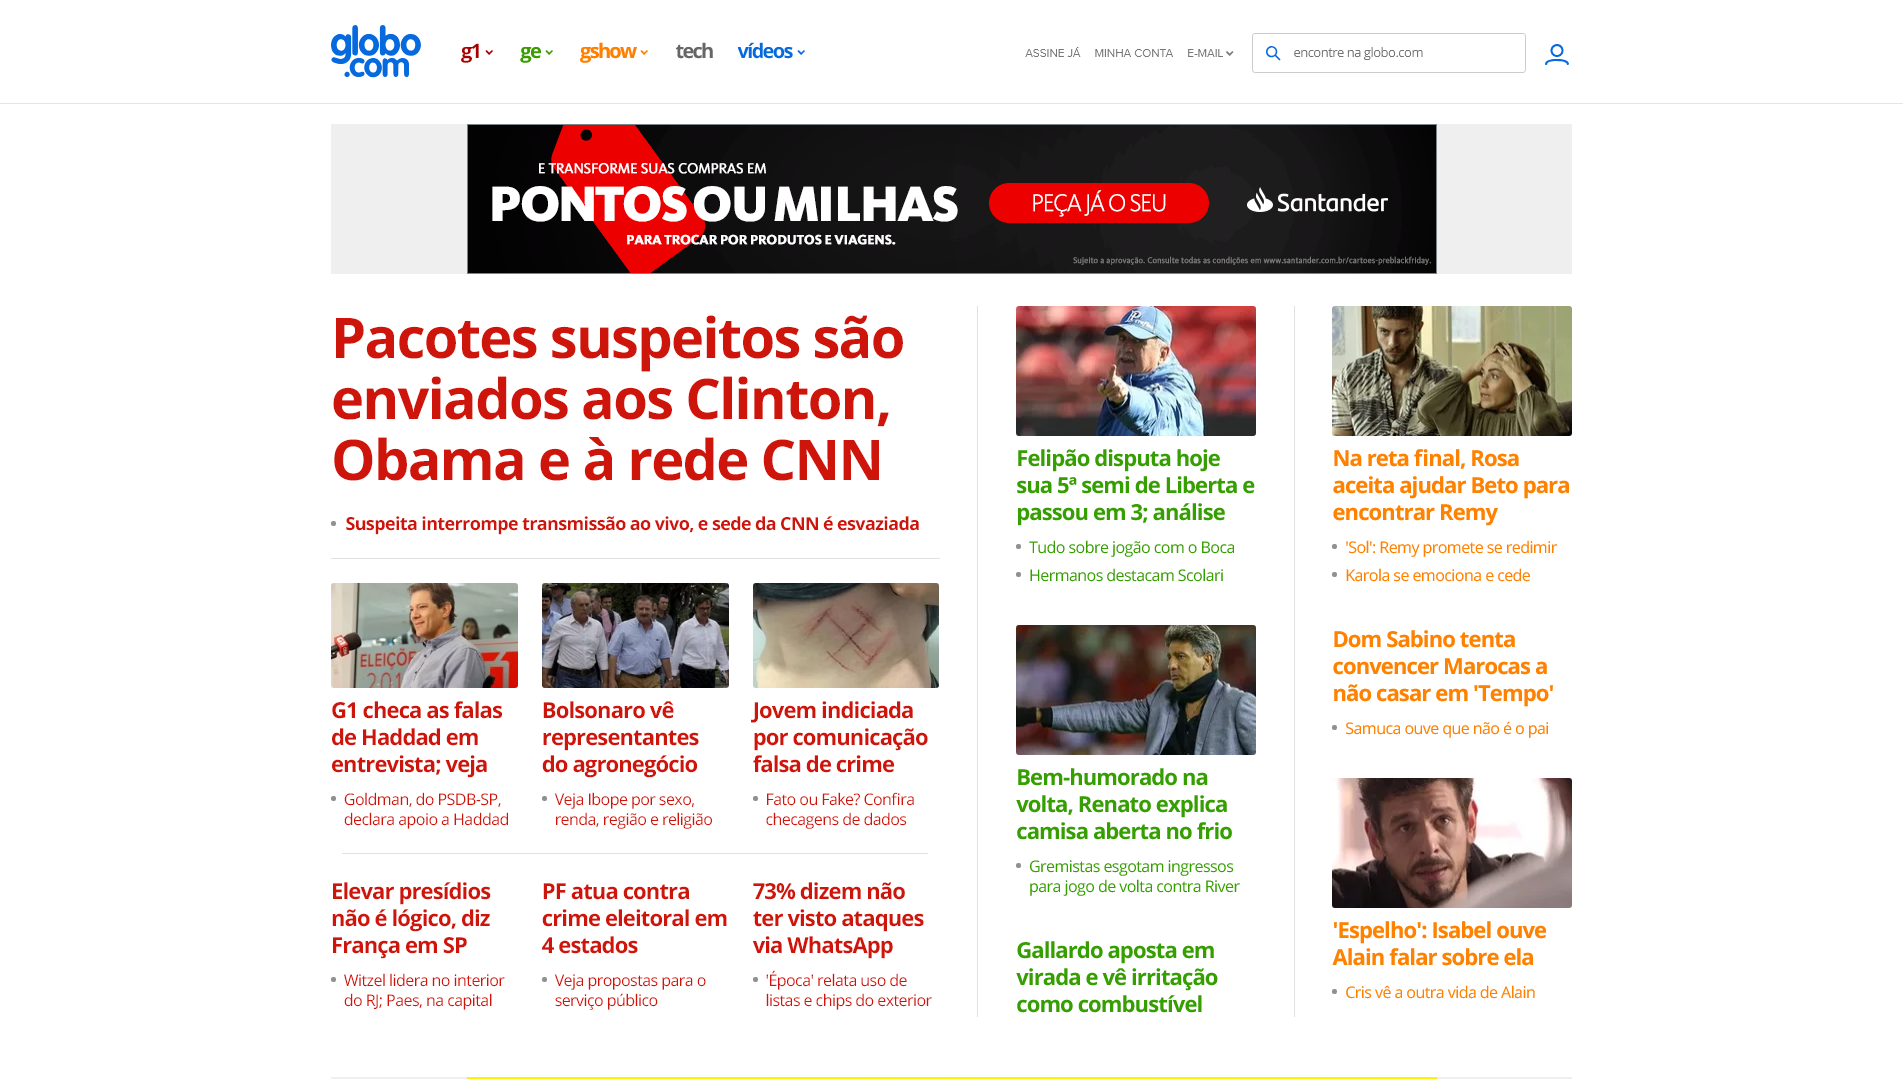 globo
.com
g1
ge
gshow
tech
vídeos
ASSINE JÁ
MINHA CONTA
E-MAIL
encontre na globo.com
E TRANSFORME SUAS COMPRAS EM
PONTOS OU MILHAS
PARA TROCAR POR PRODUTOS E VIAGENS.
PEÇA JÁ O SEU
Santander
Sujeito a aprovação. Consulte todas as condições em www.santander.com.br/cartoes-preblackfriday.
Pacotes suspeitos são
enviados aos Clinton,
Obama e à rede CNN
Suspeita interrompe transmissão ao vivo, e sede da CNN é esvaziada
ELEIÇÕE
201
G1
G1 checa as falas
de Haddad em
entrevista; veja
Goldman, do PSDB-SP,
declara apoio a Haddad
Bolsonaro vê
representantes
do agronegócio
Veja Ibope por sexo,
renda, região e religião
Jovem indiciada
por comunicação
falsa de crime
Fato ou Fake? Confira
checagens de dados
Elevar presídios
não é lógico, diz
França em SP
Witzel lidera no interior
do RJ; Paes, na capital
PF atua contra
crime eleitoral em
4 estados
Veja propostas para o
serviço público
73% dizem não
ter visto ataques
via WhatsApp
'Época' relata uso de
listas e chips do exterior
Felipão disputa hoje
sua 5ª semi de Liberta e
passou em 3; análise
Tudo sobre jogão com o Boca
Hermanos destacam Scolari
Bem-humorado na
volta, Renato explica
camisa aberta no frio
Gremistas esgotam ingressos
para jogo de volta contra River
Gallardo aposta em
virada e vê irritação
como combustível
Na reta final, Rosa
aceita ajudar Beto para
encontrar Remy
'Sol': Remy promete se redimir
Karola se emociona e cede
Dom Sabino tenta
convencer Marocas a
não casar em 'Tempo'
Samuca ouve que não é o pai
'Espelho': Isabel ouve
Alain falar sobre ela
Cris vê a outra vida de Alain